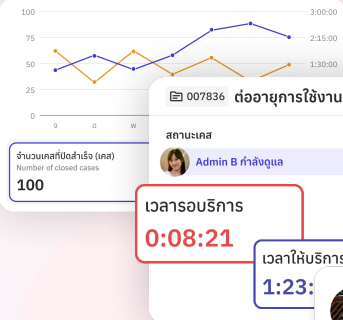 100
3:00:00
75
2:15:00
50
1:30:00
25
0
จ
อ
พ
007836 ต่ออายุการใช้งาน
สถานะเคส
Admin B กำลังดูแล
จำนวนเคสที่ปิดสำเร็จ (เคส)
Number of closed cases
100
เวลารอบริการ
0:08:21
เวลาให้บริการ
1:23: